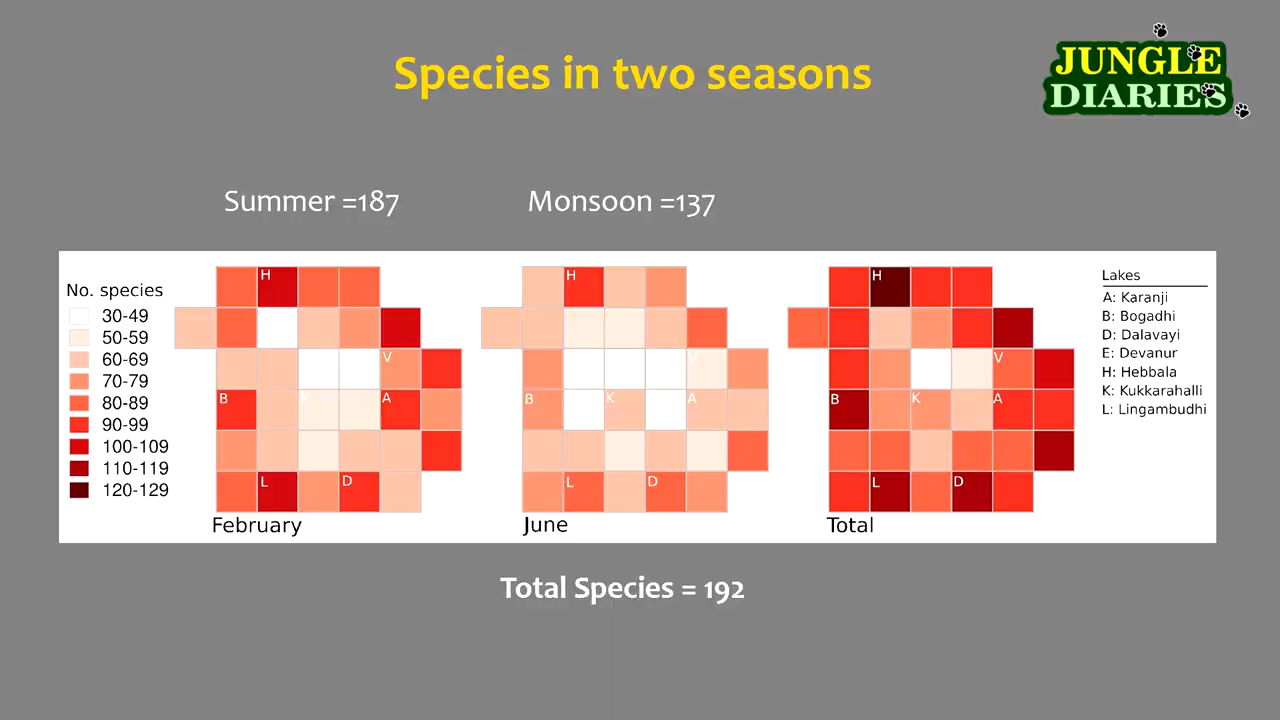 Species in two seasons
JUNGLE
DIARIES
Summer =187
Monsoon =137
No. species
30-49
50-59
60-69
70-79
80-89
90-99
100-109
110-119
120-129
H
V
B
K
A
L
D
February
H
V
B
K
A
L
D
June
H
V
B
K
A
L
D
Total
Lakes
A: Karanji
B: Bogadhi
D: Dalavayi
E: Devanur
H: Hebbala
K: Kukkarahalli
L: Lingambudhi
Total Species = 192